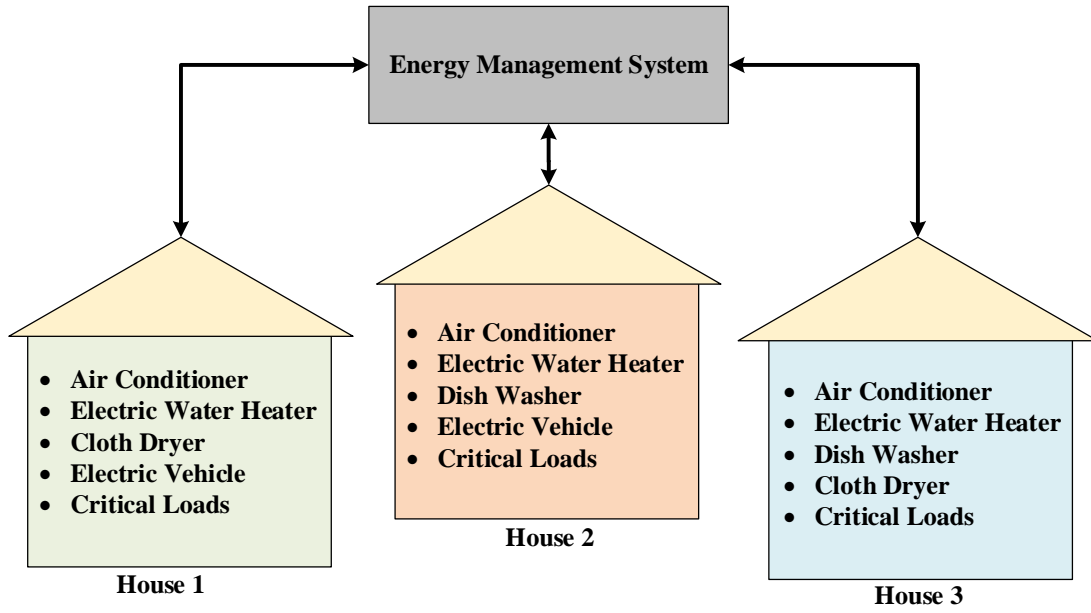 Energy Management System
• Air Conditioner
• Electric Water Heater
• Cloth Dryer
• Electric Vehicle
• Critical Loads
House 1
• Air Conditioner
• Electric Water Heater
• Dish Washer
• Electric Vehicle
• Critical Loads
House 2
• Air Conditioner
• Electric Water Heater
• Dish Washer
• Cloth Dryer
• Critical Loads
House 3